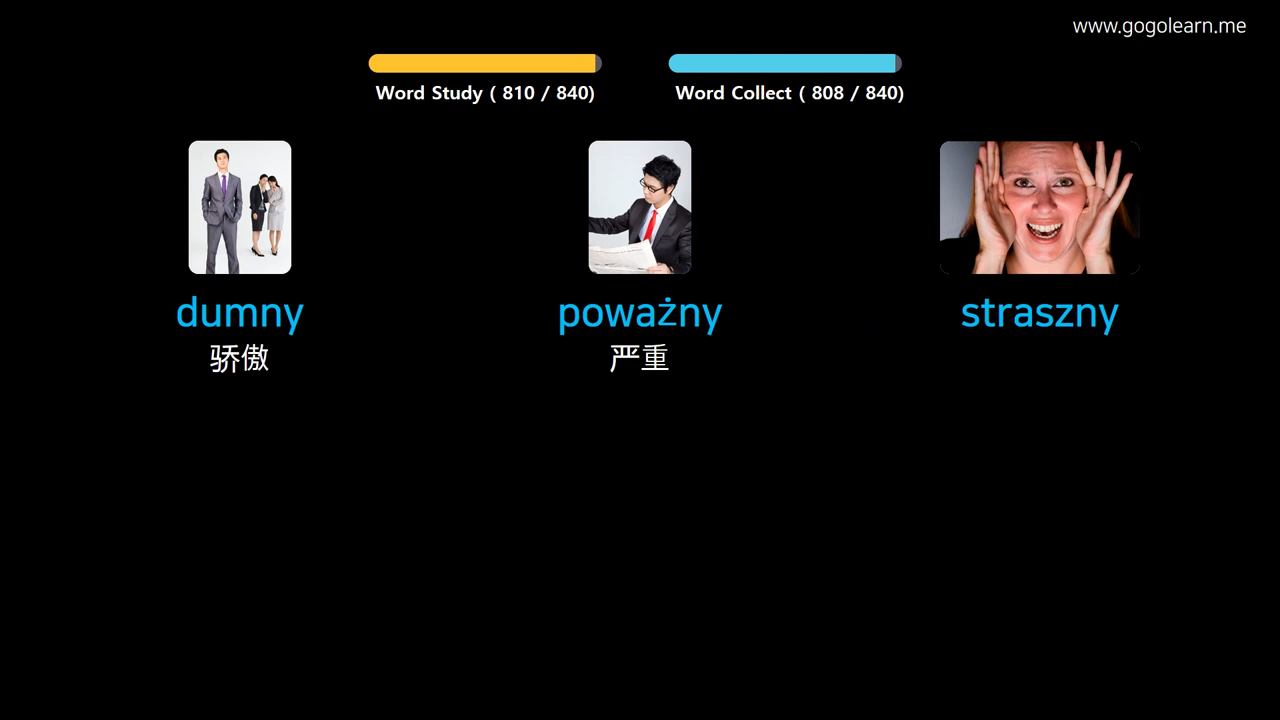 www.gogolearn.me
Word Study ( 810 / 840)
Word Collect ( 808 / 840)
dumny
骄傲
poważny
严重
straszny